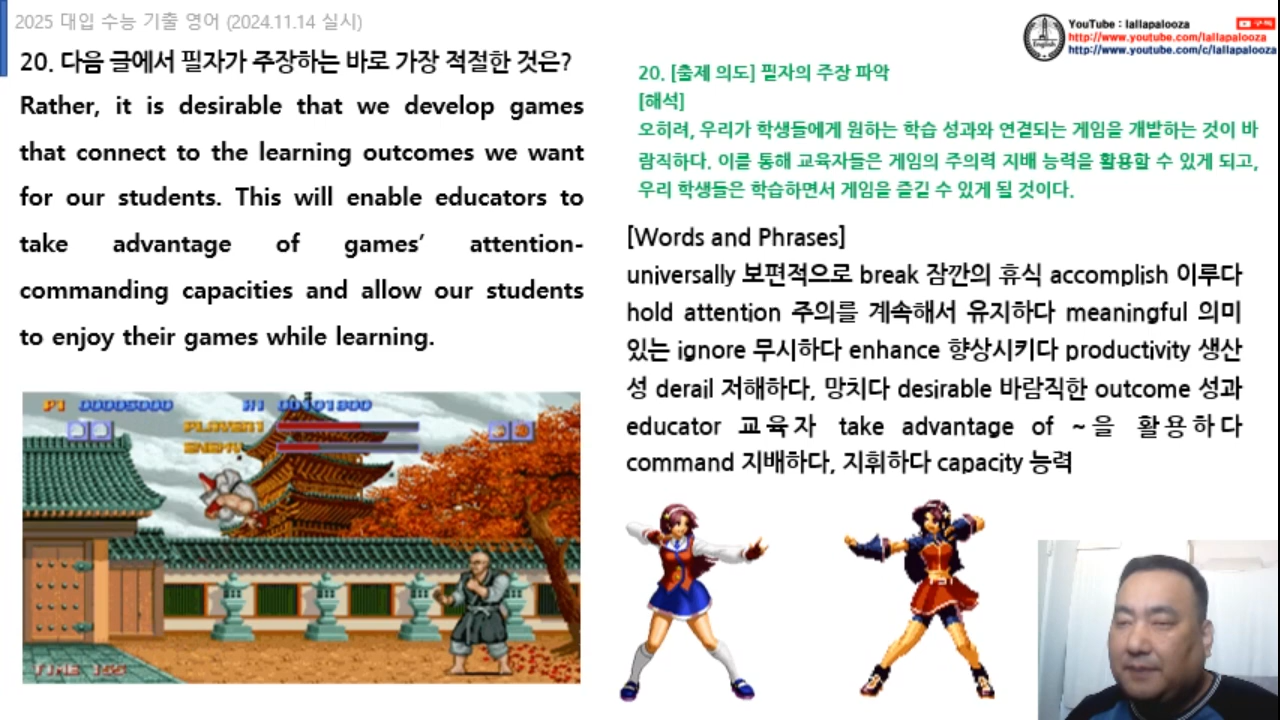 2025 대입 수능 기출 영어 (2024.11.14 실시)
20. 다음 글에서 필자가 주장하는 바로 가장 적절한 것은?
Rather, it is desirable that we develop games
that connect to the learning outcomes we want
for our students. This will enable educators to
take advantage of games’ attention-
commanding capacities and allow our students
to enjoy their games while learning.
P1 00005000 HI 00101800
PLAYER1
ENEMY
TIME 155
YouTube : lallapalooza
구독
http://www.youtube.com/lallapalooza
http://www.youtube.com/c/lallapalooza
English
20. [출제 의도] 필자의 주장 파악
[해석]
오히려, 우리가 학생들에게 원하는 학습 성과와 연결되는 게임을 개발하는 것이 바
람직하다. 이를 통해 교육자들은 게임의 주의력 지배 능력을 활용할 수 있게 되고,
우리 학생들은 학습하면서 게임을 즐길 수 있게 될 것이다.
[Words and Phrases]
universally 보편적으로 break 잠깐의 휴식 accomplish 이루다
hold attention 주의를 계속해서 유지하다 meaningful 의미
있는 ignore 무시하다 enhance 향상시키다 productivity 생산
성 derail 저해하다, 망치다 desirable 바람직한 outcome 성과
educator 교육자 take advantage of ~을 활용하다
command 지배하다, 지휘하다 capacity 능력